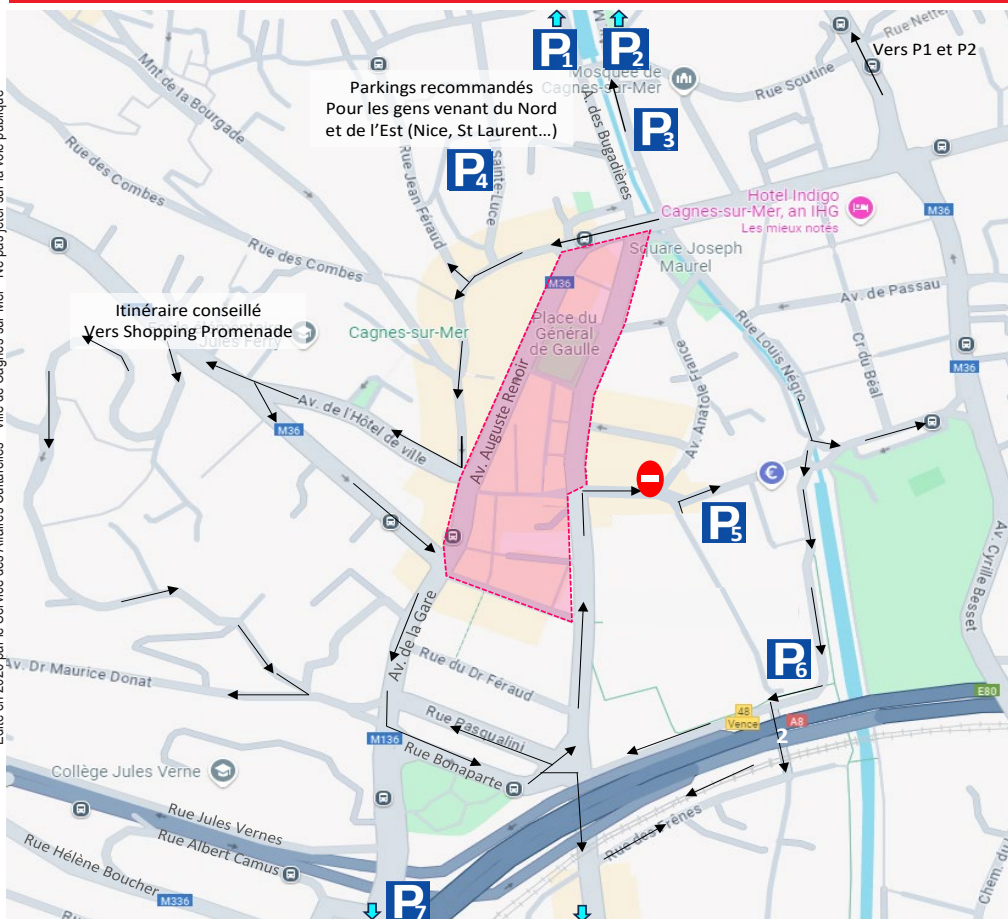 P1
P2
Rue Nette
Vers P1 et P2
Mnt de la Bourgade
Parkings recommandés
Pour les gens venant du Nord
et de l’Est (Nice, St Laurent…)
Mosquée de
Cagnes-sur-Mer
Rue Soutine
A. des Bugadières
P3
Rue des Combes
Rue Jean Féraud
P4
Sainte-Luce
Hotel Indigo
Cagnes-sur-Mer, an IHG
Les mieux notés
M36
Rue des Combes
Square Joseph
Maurel
M36
Av. de Passau
Itinéraire conseillé
Vers Shopping Promenade
Jules Ferry
Cagnes-sur-Mer
Place du
Général
de Gaulle
Rue Louis Négro
Cr du Béal
M36
Av. Auguste Renoir
Av. Anatole France
Av. de l'Hôtel de
ville
M36
€
P5
Av. Cyrille Besset
Av. de la Gare
Rue du Dr Féraud
P6
Av. Dr Maurice Donat
E80
48
Vence
A8
2
Rue Pasqualini
M136
Rue Bonaparte
Collège Jules Verne
Rue Jules Vernes
Rue Albert Camus
Rue des Frênes
Rue Hélène Boucher
M336
P7
Chem. du